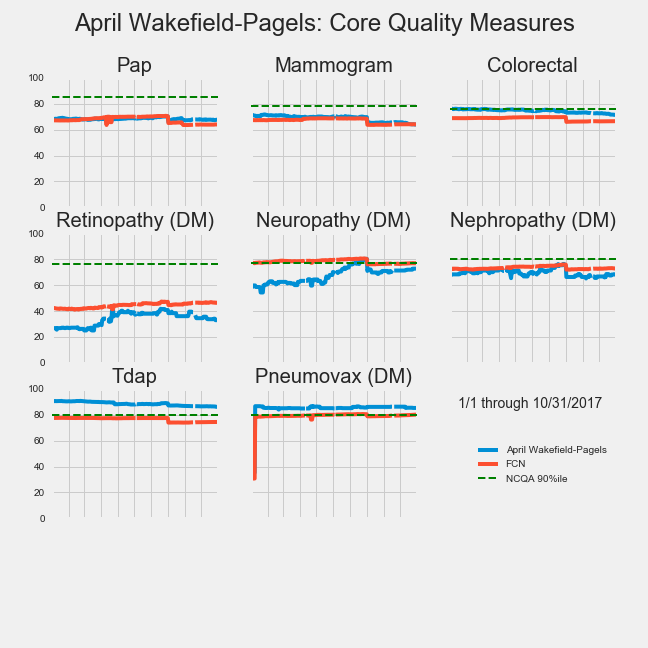 April Wakefield-Pagels: Core Quality Measures
Pap
Mammogram
Colorectal
100
80
60
40
20
0
Retinopathy (DM)
Neuropathy (DM)
Nephropathy (DM)
100
80
60
40
20
0
Tdap
Pneumovax (DM)
100
80
60
40
20
0
1/1 through 10/31/2017
April Wakefield-Pagels
FCN
NCQA 90%ile